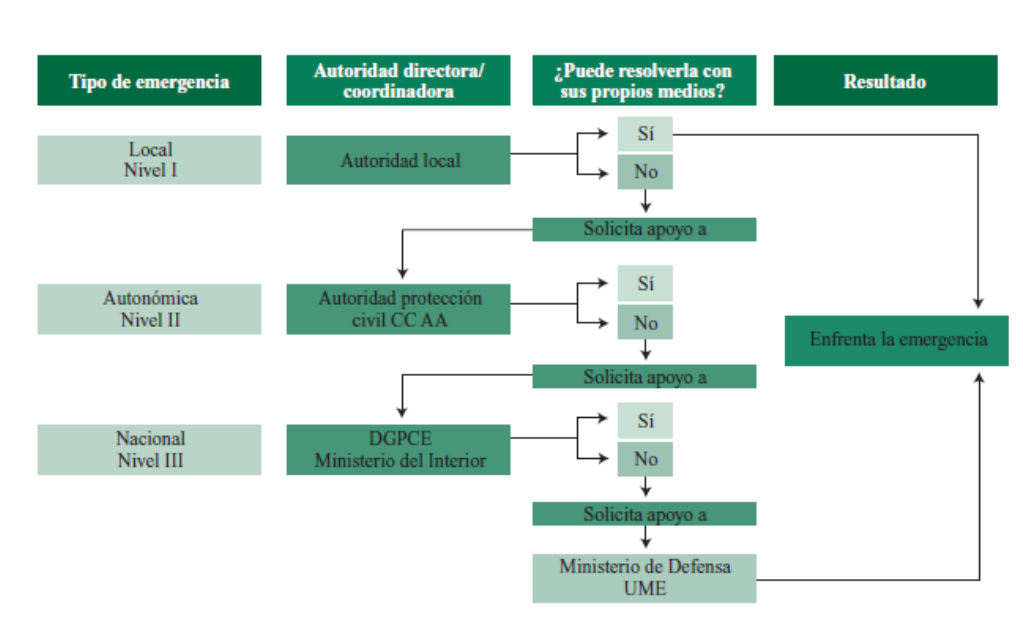 Tipo de emergencia
Autoridad directora/
coordinadora
¿Puede resolverla con
sus propios medios?
Resultado
Local
Nivel I
Autoridad local
Sí
No
Solicita apoyo a
Autonómica
Nivel II
Autoridad protección
civil CC AA
Sí
No
Enfrenta la emergencia
Solicita apoyo a
Nacional
Nivel III
DGPCE
Ministerio del Interior
Sí
No
Solicita apoyo a
Ministerio de Defensa
UME